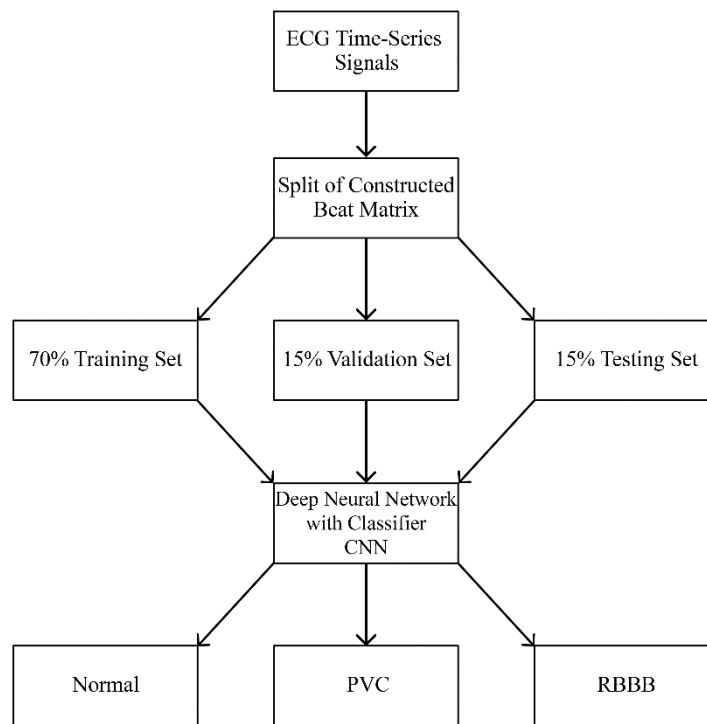 ECG Time-Series
Signals
Split of Constructed
Beat Matrix
70% Training Set
15% Validation Set
15% Testing Set
Deep Neural Network
with Classifier
CNN
Normal
PVC
RBBB